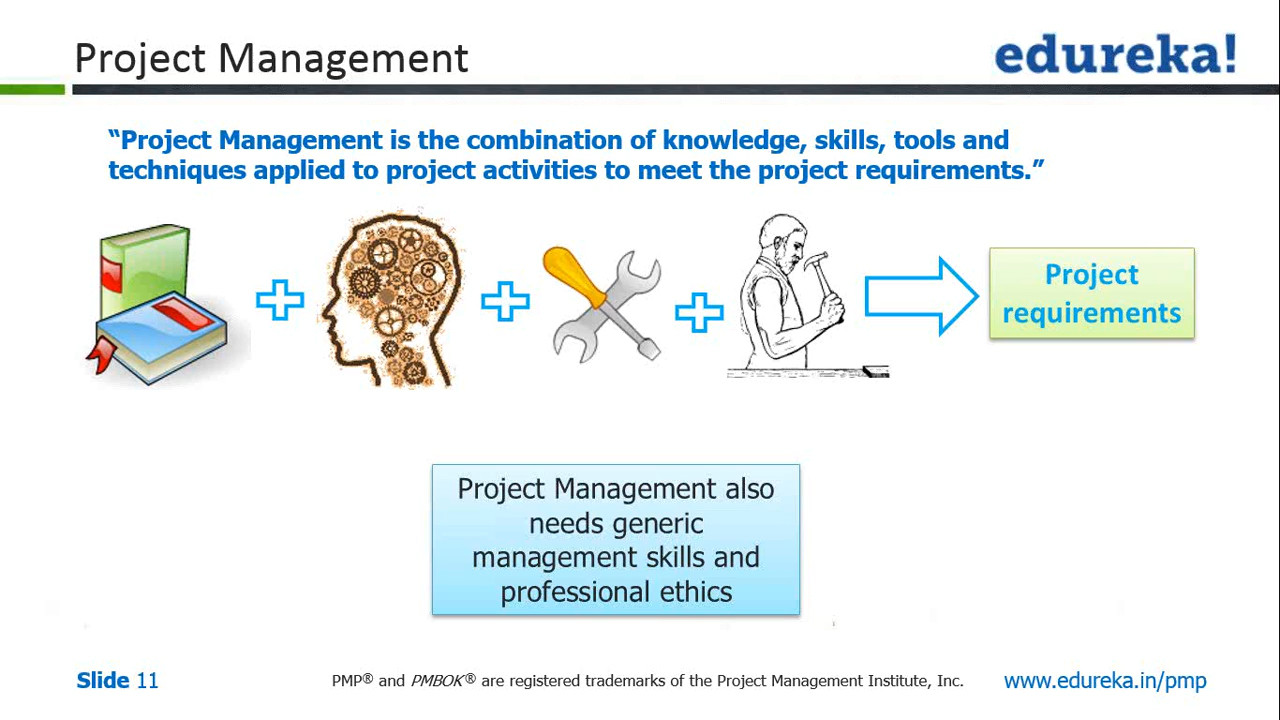 Project Management
edureka!
“Project Management is the combination of knowledge, skills, tools and
techniques applied to project activities to meet the project requirements.”
Project
requirements
Project Management also
needs generic
management skills and
professional ethics
Slide 11
PMP® and PMBOK® are registered trademarks of the Project Management Institute, Inc.
www.edureka.in/pmp